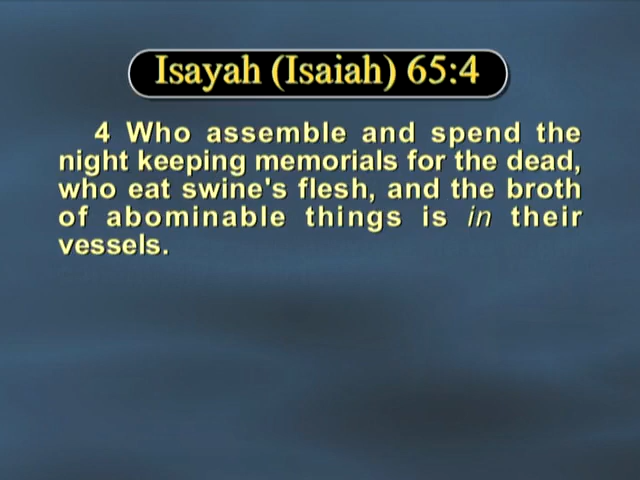 Isayah (Isaiah) 65:4
4 Who assemble and spend the
night keeping memorials for the dead,
who eat swine's flesh, and the broth
of abominable things is in their
vessels.